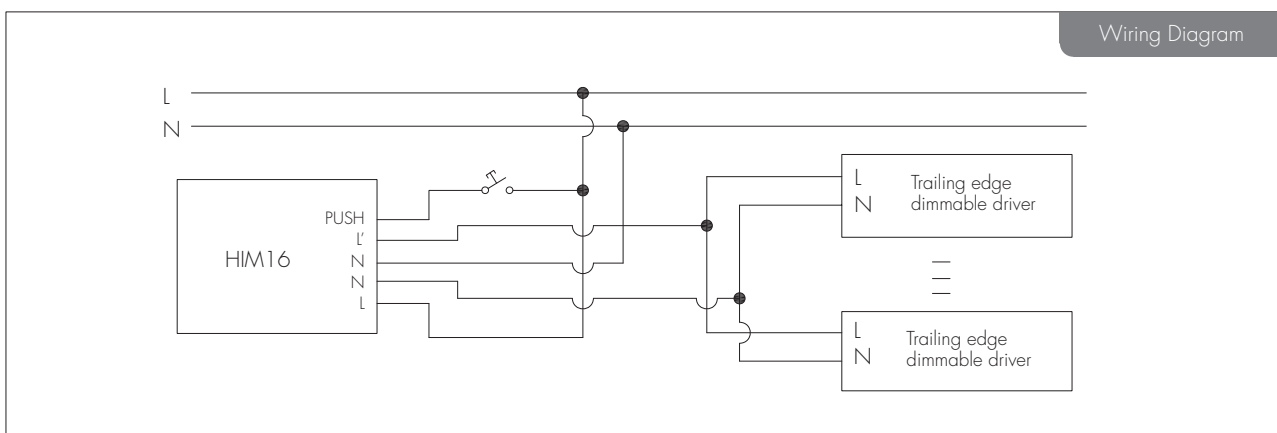 Wiring Diagram
L
N
HIM16
PUSH
L'
N
N
L
L
N
Trailing edge
dimmable driver
L
N
Trailing edge
dimmable driver